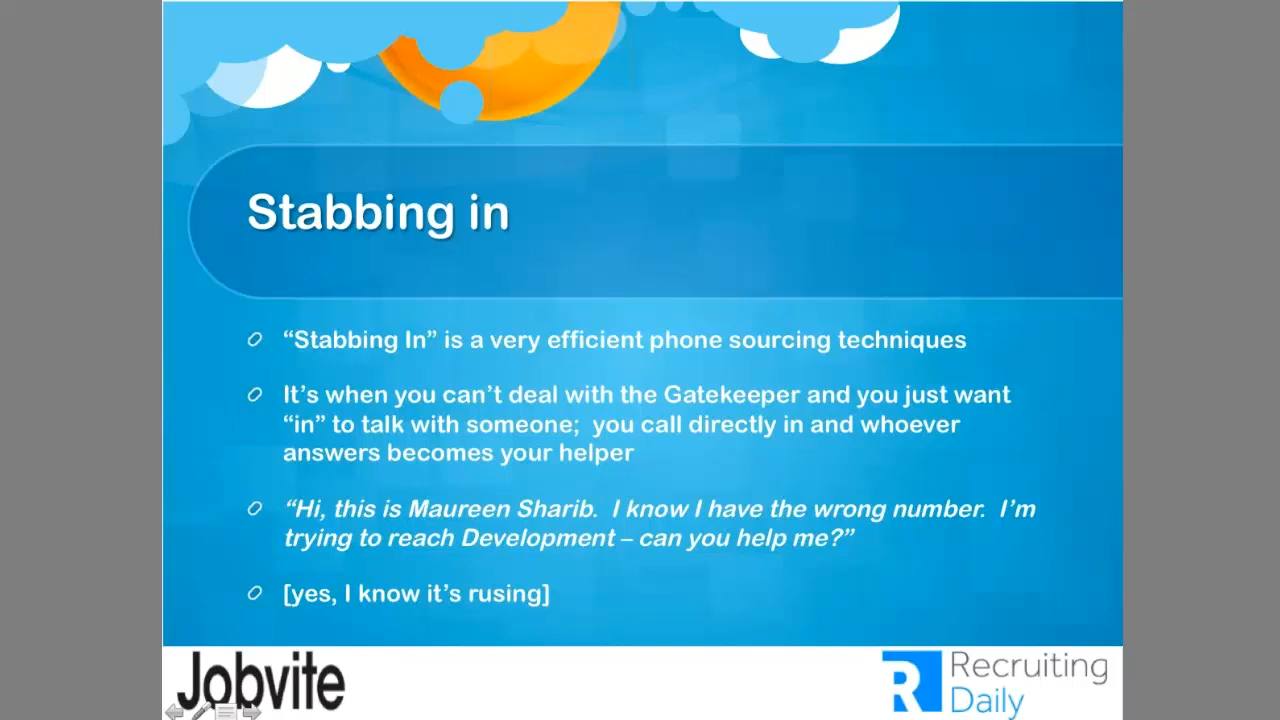 Stabbing in
“Stabbing In” is a very efficient phone sourcing techniques
It’s when you can’t deal with the Gatekeeper and you just want
“in” to talk with someone;  you call directly in and whoever
answers becomes your helper
“Hi, this is Maureen Sharib.  I know I have the wrong number.  I’m
trying to reach Development – can you help me?”
[yes, I know it’s rusing]
Jobvite
R Recruiting
Daily